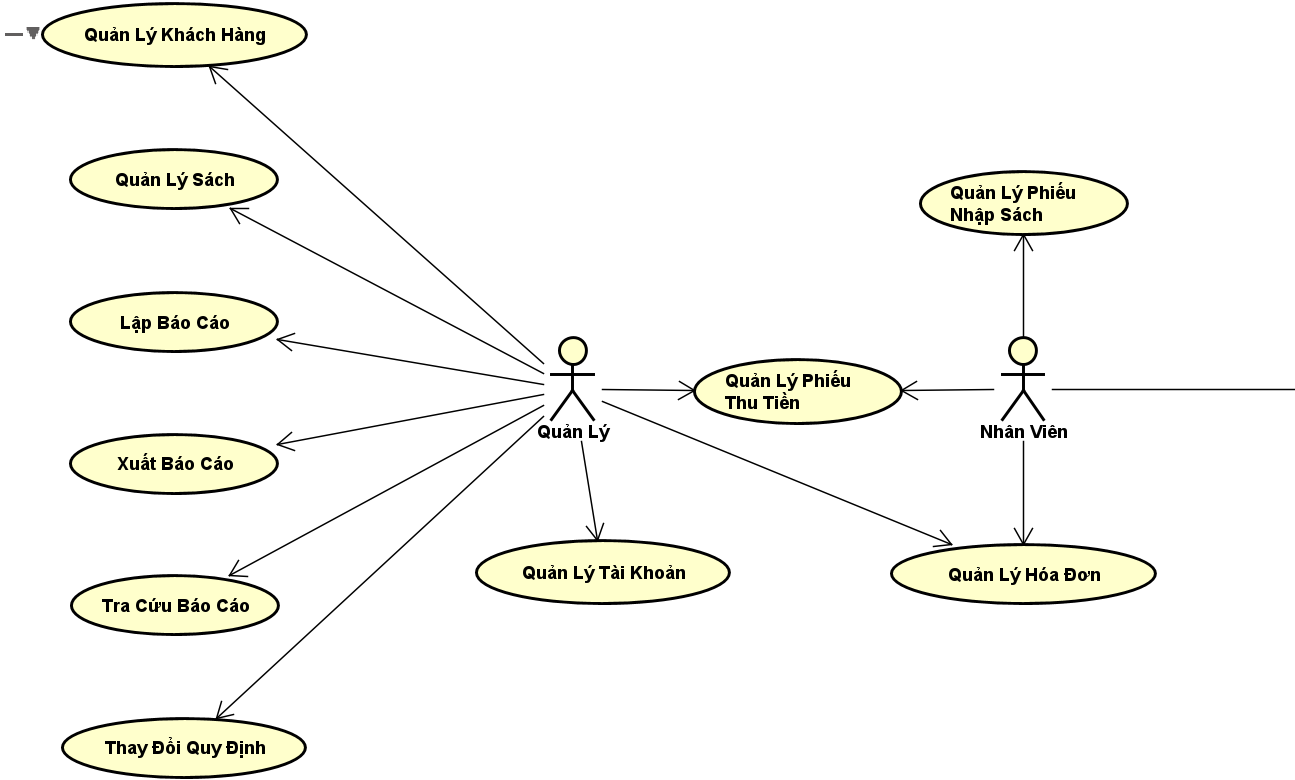 Quản Lý Khách Hàng
Quản Lý Sách
Quản Lý Phiếu
Nhập Sách
Lập Báo Cáo
Quản Lý Phiếu
Thu Tiền
Quản Lý
Nhân Viên
Xuất Báo Cáo
Quản Lý Tài Khoản
Quản Lý Hóa Đơn
Tra Cứu Báo Cáo
Thay Đổi Quy Định